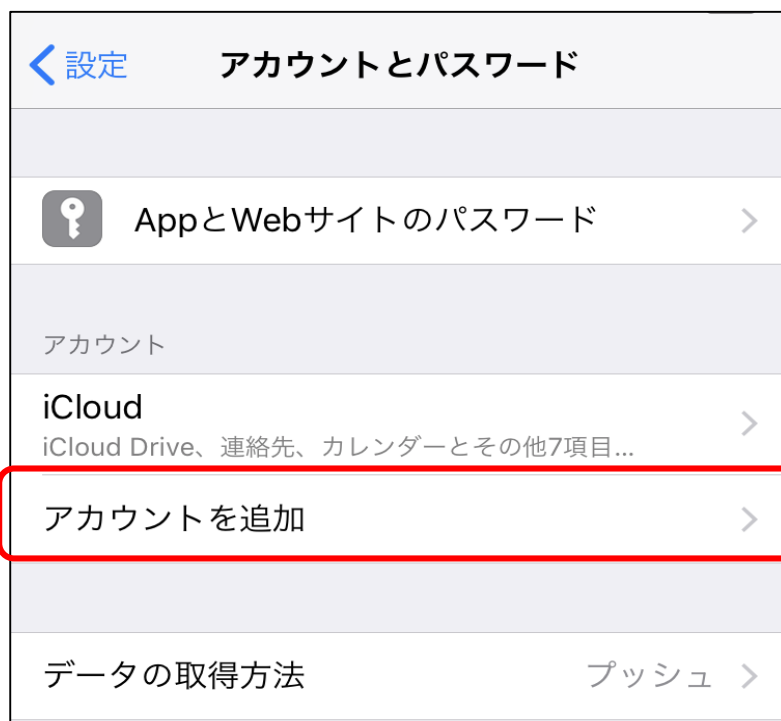 設定 アカウントとパスワード
AppとWebサイトのパスワード
アカウント
iCloud
iCloud Drive、連絡先、カレンダーとその他7項目...
アカウントを追加
データの取得方法 プッシュ